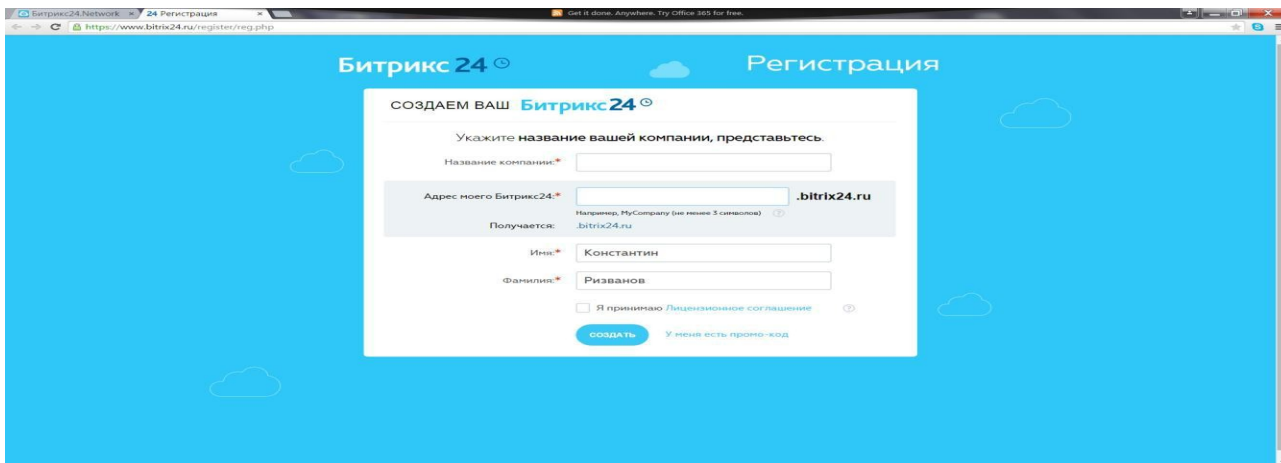 Битрикс24.Network
24 Регистрация
Get it done. Anywhere. Try Office 365 for free.
https://www.bitrix24.ru/register/reg.php
Битрикс 24
Регистрация
СОЗДАЕМ ВАШ Битрикс24
Укажите название вашей компании, представьтесь.
Название компании:*
Адрес моего Битрикс24:* .bitrix24.ru
Например, MyCompany (не менее 3 символов) ?
Получается: .bitrix24.ru
Имя:* Константин
Фамилия:* Ризванов
Я принимаю Лицензионное соглашение ?
СОЗДАТЬ У меня есть промо-код